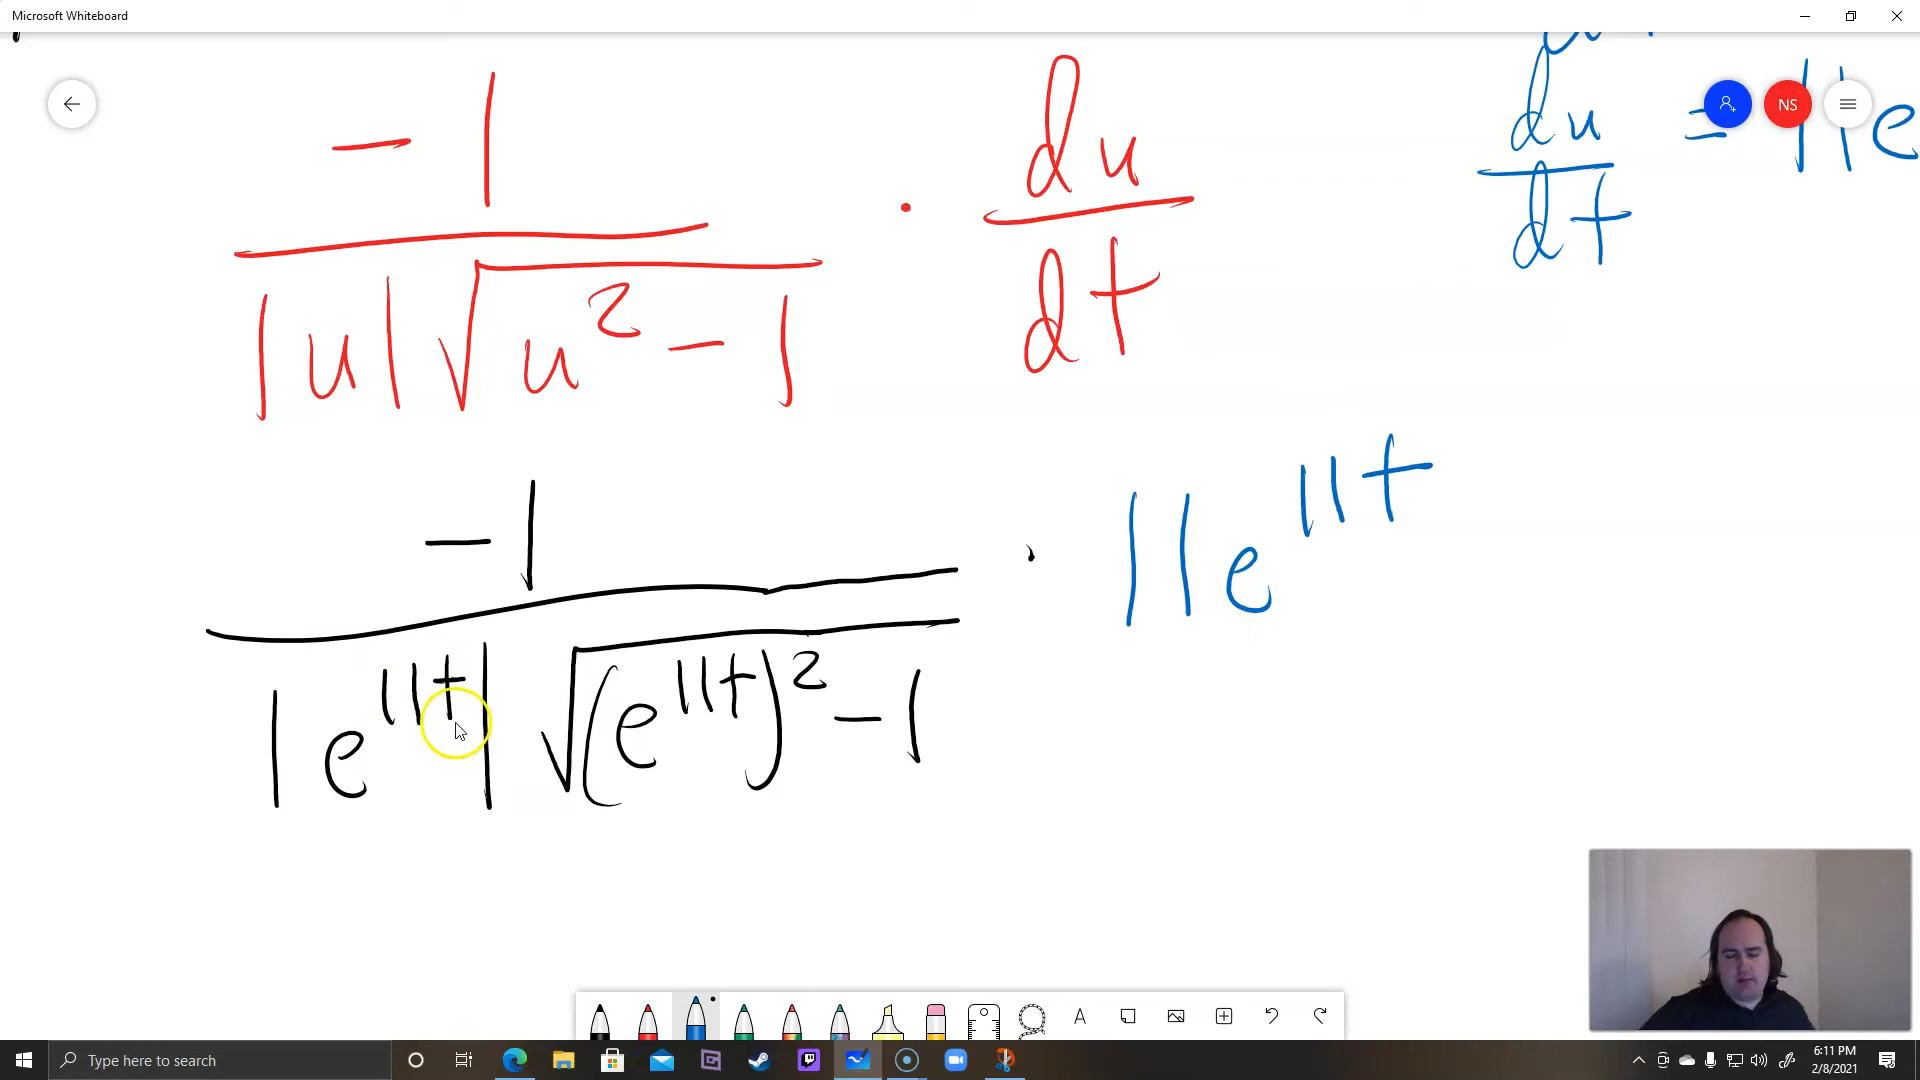 Microsoft Whiteboard
-1 / |u|√(u² - 1) · du/dt
du/dt = 11e
NS
-1 / |e^11t| √((e^11t)² - 1) · 11e^11t
A
Type here to search
6:11 PM
2/8/2021